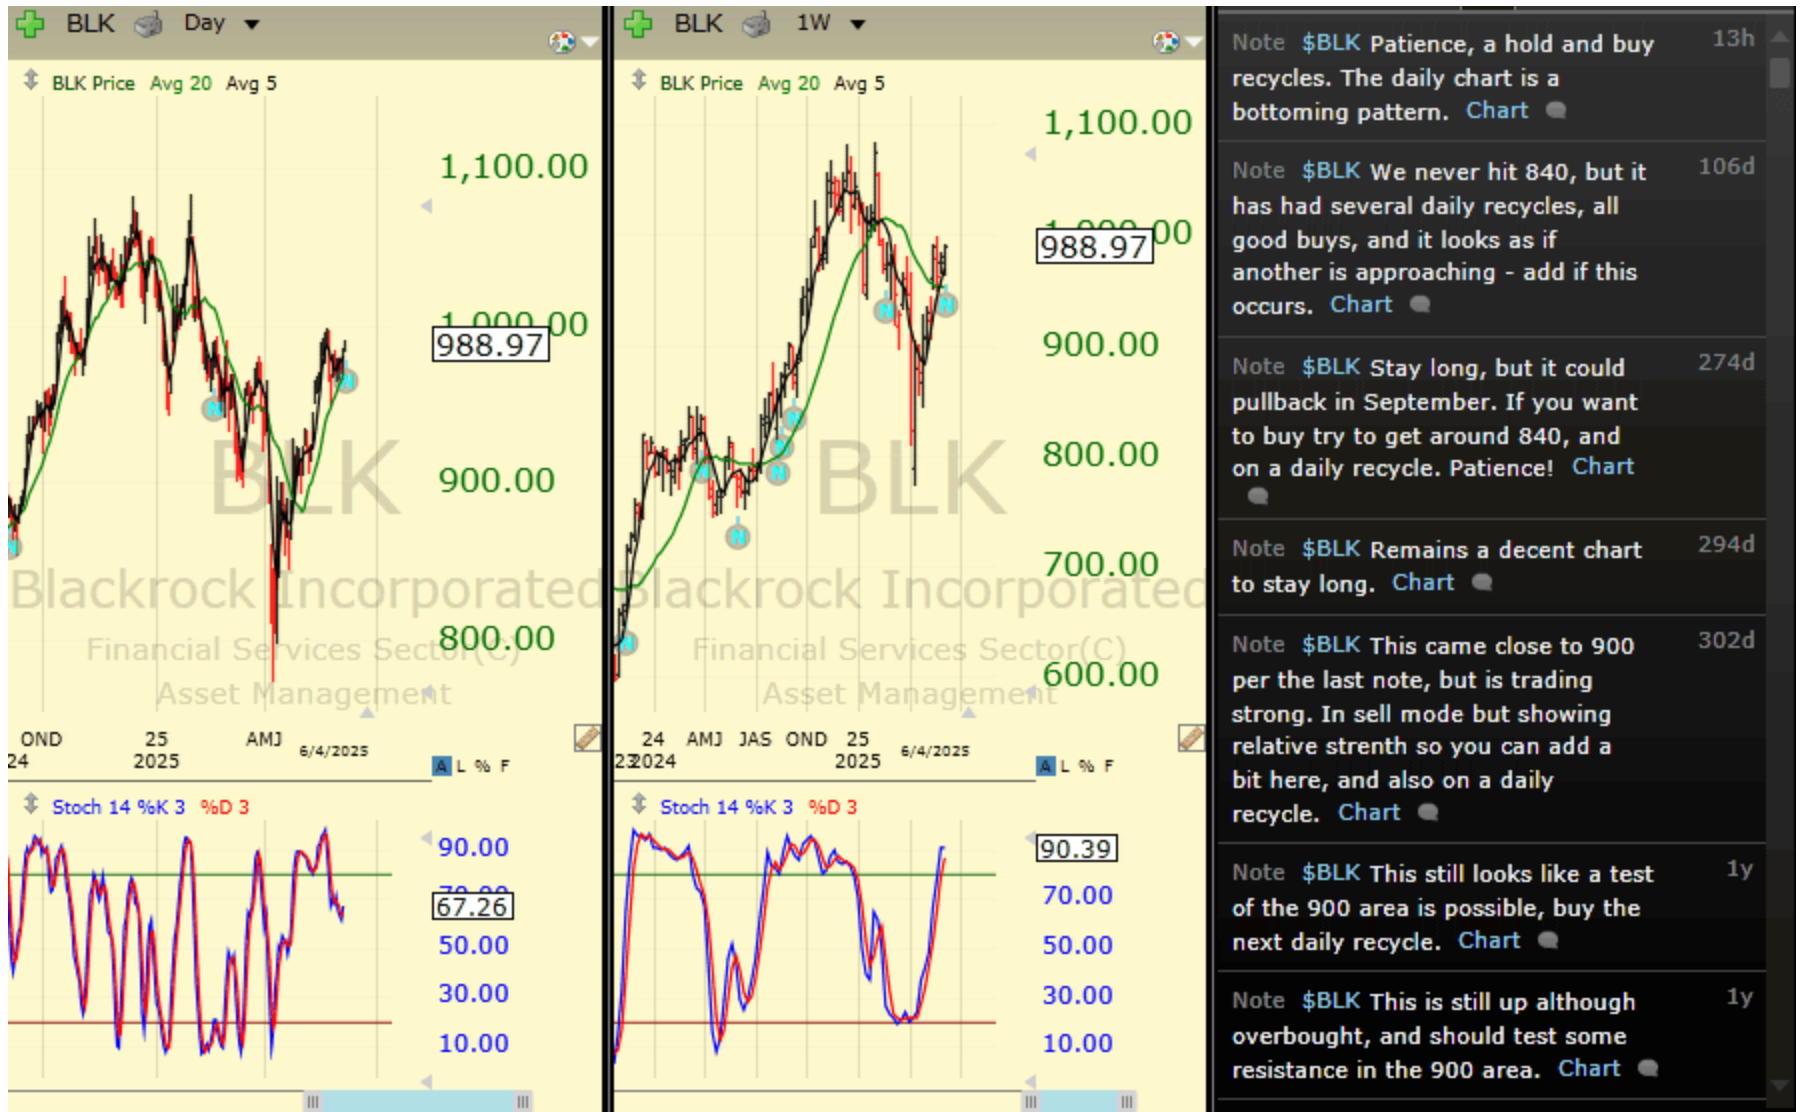 BLK Day
BLK Price Avg 20 Avg 5
1,100.00
1,000.00
988.97
900.00
800.00
BLK
Blackrock Incorporated
Financial Services Sector(C)
Asset Management
OND 25 AMJ 6/4/2025
24 2025
A L % F
Stoch 14 %K 3 %D 3
90.00
70.00
67.26
50.00
30.00
10.00
N
N
N
BLK 1W
BLK Price Avg 20 Avg 5
1,100.00
1,000.00
988.97
900.00
800.00
700.00
600.00
BLK
Blackrock Incorporated
Financial Services Sector(C)
Asset Management
24 AMJ JAS OND 25 6/4/2025
232024 2025
A L % F
Stoch 14 %K 3 %D 3
90.39
70.00
50.00
30.00
10.00
N
N
N
N
N
N
N
N
Note $BLK Patience, a hold and buy 13h
recycles. The daily chart is a
bottoming pattern. Chart
Note $BLK We never hit 840, but it 106d
has had several daily recycles, all
good buys, and it looks as if
another is approaching - add if this
occurs. Chart
Note $BLK Stay long, but it could 274d
pullback in September. If you want
to buy try to get around 840, and
on a daily recycle. Patience! Chart
Note $BLK Remains a decent chart 294d
to stay long. Chart
Note $BLK This came close to 900 302d
per the last note, but is trading
strong. In sell mode but showing
relative strenth so you can add a
bit here, and also on a daily
recycle. Chart
Note $BLK This still looks like a test 1y
of the 900 area is possible, buy the
next daily recycle. Chart
Note $BLK This is still up although 1y
overbought, and should test some
resistance in the 900 area. Chart